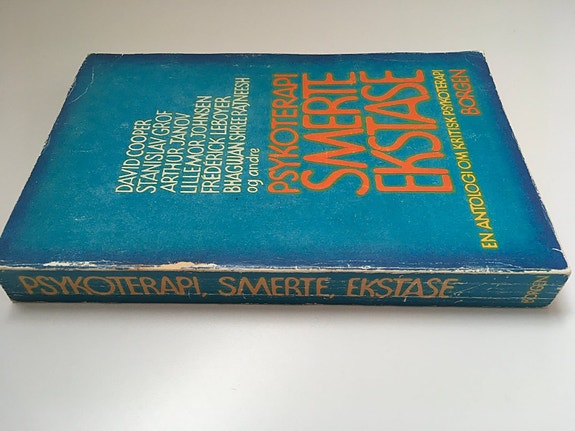 DAVID COOPER
STANISLAV GROF
ARTHUR JANOV
LILLEMOR JOHNSEN
FREDERICK LEBOYER
BHAGWAN SHREE RAJNEESH
og andre
PSYKOTERAPI
SMERTE
EKSTASE
EN ANTOLOGI OM KRITISK PSYKOTERAPI
BORGEN
PSYKOTERAPI, SMERTE, EKSTASE
BORGEN